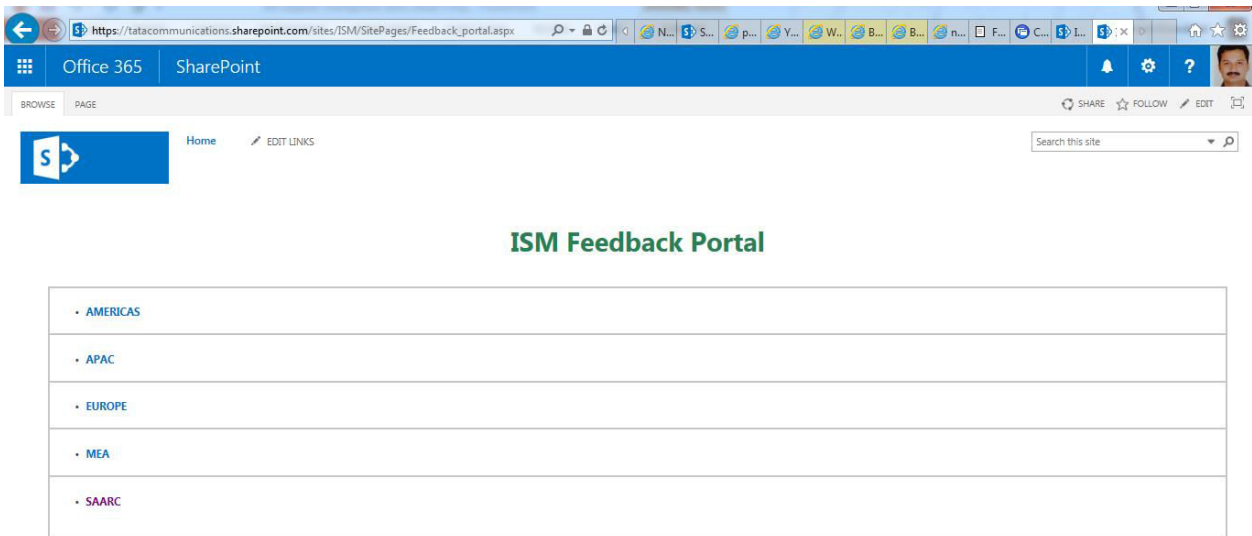 https://tatacommunications.sharepoint.com/sites/ISM/SitePages/Feedback_portal.aspx N... S... p... Y... W... B... B... n... F... C... I...
Office 365 SharePoint ?
BROWSE PAGE SHARE FOLLOW EDIT
S Home EDIT LINKS Search this site
ISM Feedback Portal
• AMERICAS
• APAC
• EUROPE
• MEA
• SAARC